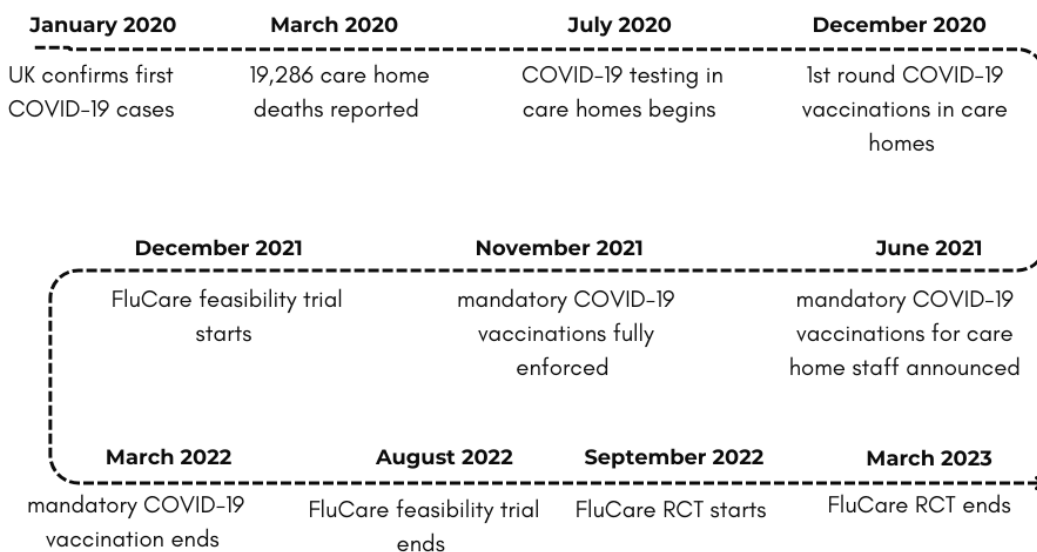 January 2020
UK confirms first
COVID-19 cases
March 2020
19,286 care home
deaths reported
July 2020
COVID-19 testing in
care homes begins
December 2020
1st round COVID-19
vaccinations in care
homes
June 2021
mandatory COVID-19
vaccinations for care
home staff announced
November 2021
mandatory COVID-19
vaccinations fully
enforced
December 2021
FluCare feasibility trial
starts
March 2022
mandatory COVID-19
vaccination ends
August 2022
FluCare feasibility trial
ends
September 2022
FluCare RCT starts
March 2023
FluCare RCT ends